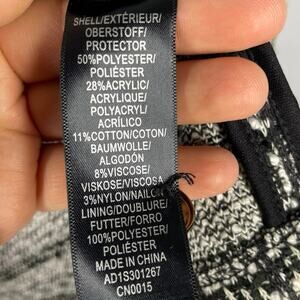 SHELL/EXTÉRIEUR/
OBERSTOFF/
PROTECTOR
50%POLYESTER/
POLIÉSTER
28%ACRYLIC/
ACRYLIQUE/
POLYACRYL/
ACRÍLICO
11%COTTON/COTON/
BAUMWOLLE/
ALGODÓN
8%VISCOSE/
VISKOSE/VISCOSA
3%NYLON/NAILON
LINING/DOUBLURE/
FUTTER/FORRO
100%POLYESTER/
POLIÉSTER
MADE IN CHINA
AD1S301267
CN0015